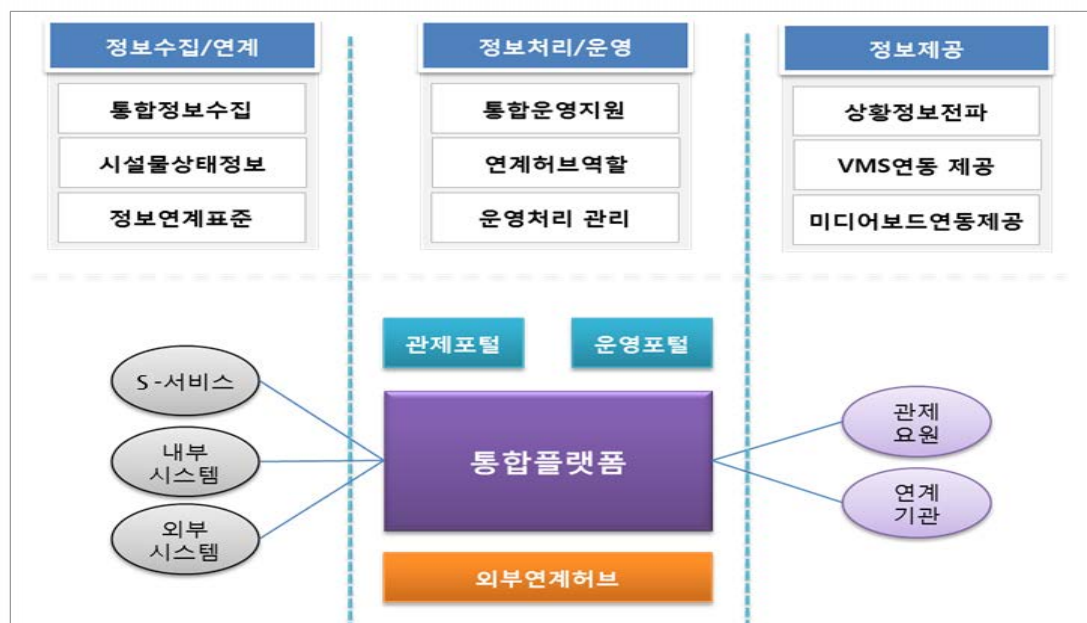 정보수집/연계
통합정보수집
시설물상태정보
정보연계표준
정보처리/운영
통합운영지원
연계허브역할
운영처리 관리
정보제공
상황정보전파
VMS연동 제공
미디어보드연동제공
S-서비스
내부
시스템
외부
시스템
관제포털
운영포털
통합플랫폼
외부연계허브
관제
요원
연계
기관